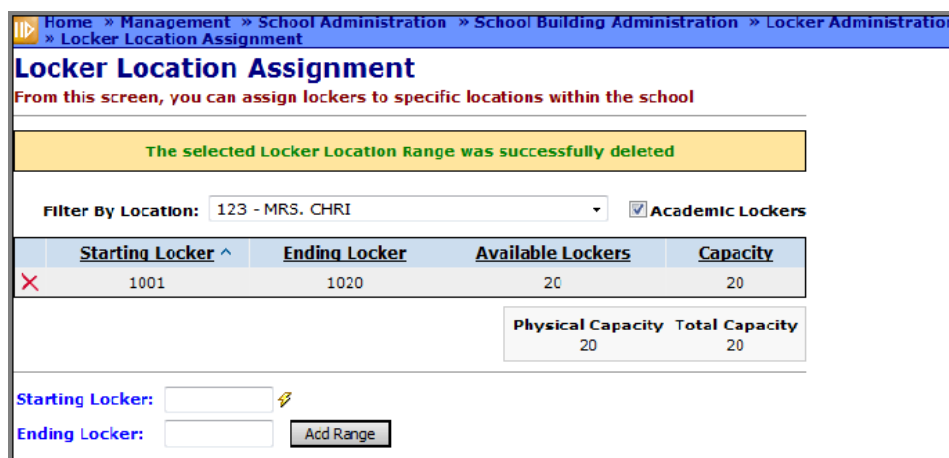 Home » Management » School Administration » School Building Administration » Locker Administration
» Locker Location Assignment
Locker Location Assignment
From this screen, you can assign lockers to specific locations within the school
The selected Locker Location Range was successfully deleted
Filter By Location: 123 - MRS. CHRI Academic Lockers
Starting Locker ^ Ending Locker Available Lockers Capacity
1001 1020 20 20
Physical Capacity Total Capacity
20 20
Starting Locker:
Ending Locker: Add Range